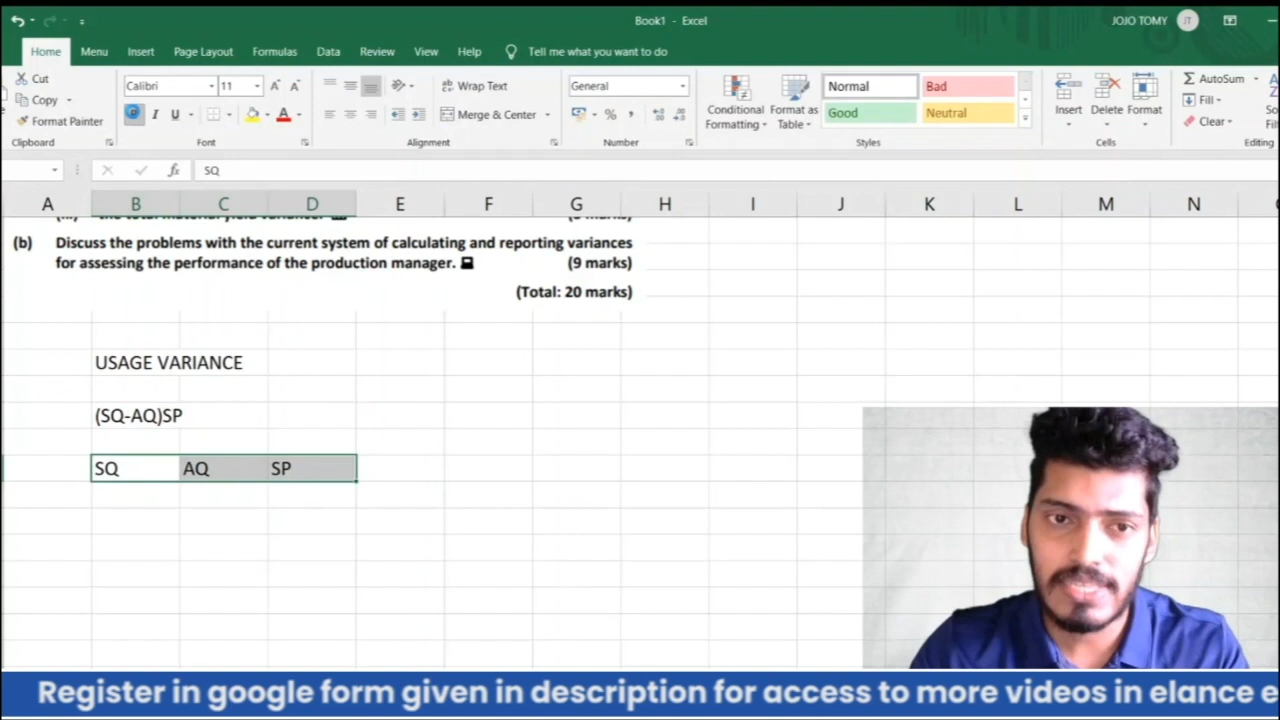 Book1 - Excel
JOJO TOMY
JT
Home Menu Insert Page Layout Formulas Data Review View Help Tell me what you want to do
Cut
Copy
Format Painter
Clipboard
Calibri 11
I U
Font
Wrap Text
Merge & Center
Alignment
General
%
Number
Conditional Formatting
Format as Table
Normal Bad
Good Neutral
Styles
Insert Delete Format
Cells
AutoSum
Fill
Clear
Editing
fx SQ
A B C D E F G H I J K L M N
(b) Discuss the problems with the current system of calculating and reporting variances
for assessing the performance of the production manager. (9 marks)
(Total: 20 marks)
USAGE VARIANCE
(SQ-AQ)SP
SQ AQ SP
Register in google form given in description for access to more videos in elance e